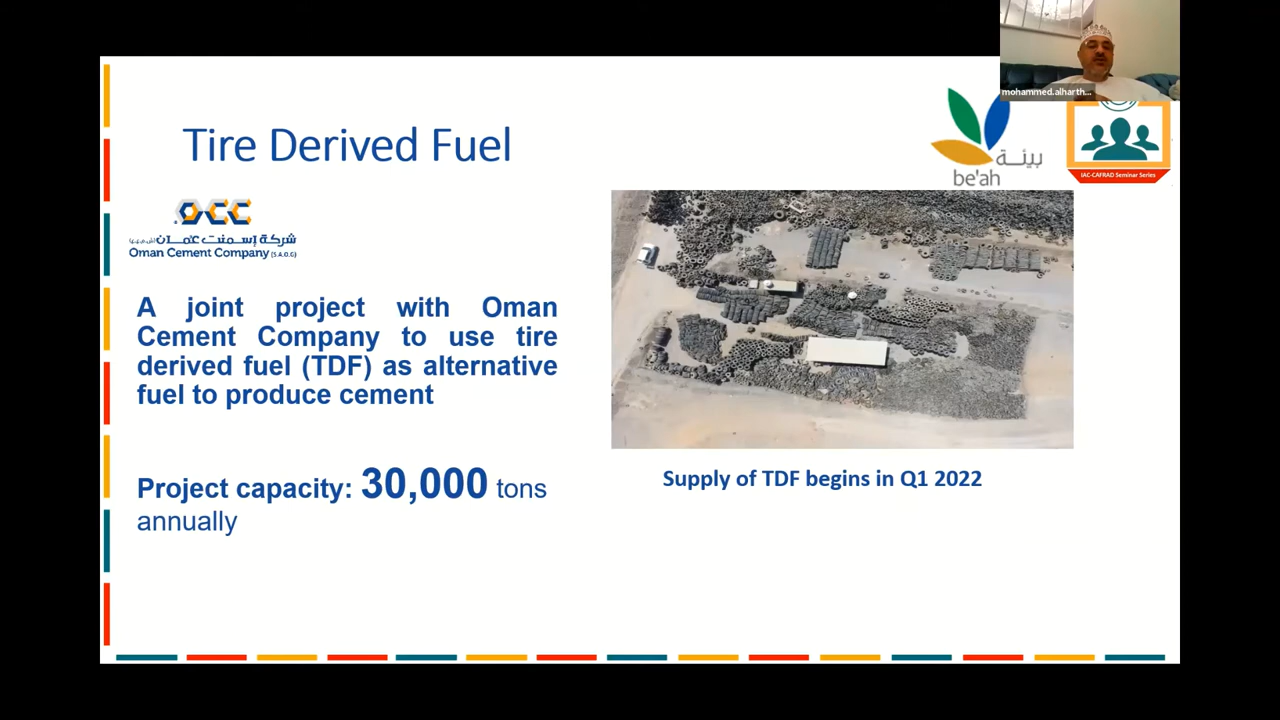 mohammed.alharth...
Tire Derived Fuel
بيئة
be'ah
IAC-CAFRAD Seminar Series
OCC
شركة إسمنت عمان (ش.م.ع.ع)
Oman Cement Company (S.A.O.G)
A joint project with Oman
Cement Company to use tire
derived fuel (TDF) as alternative
fuel to produce cement
Project capacity: 30,000 tons
annually
Supply of TDF begins in Q1 2022